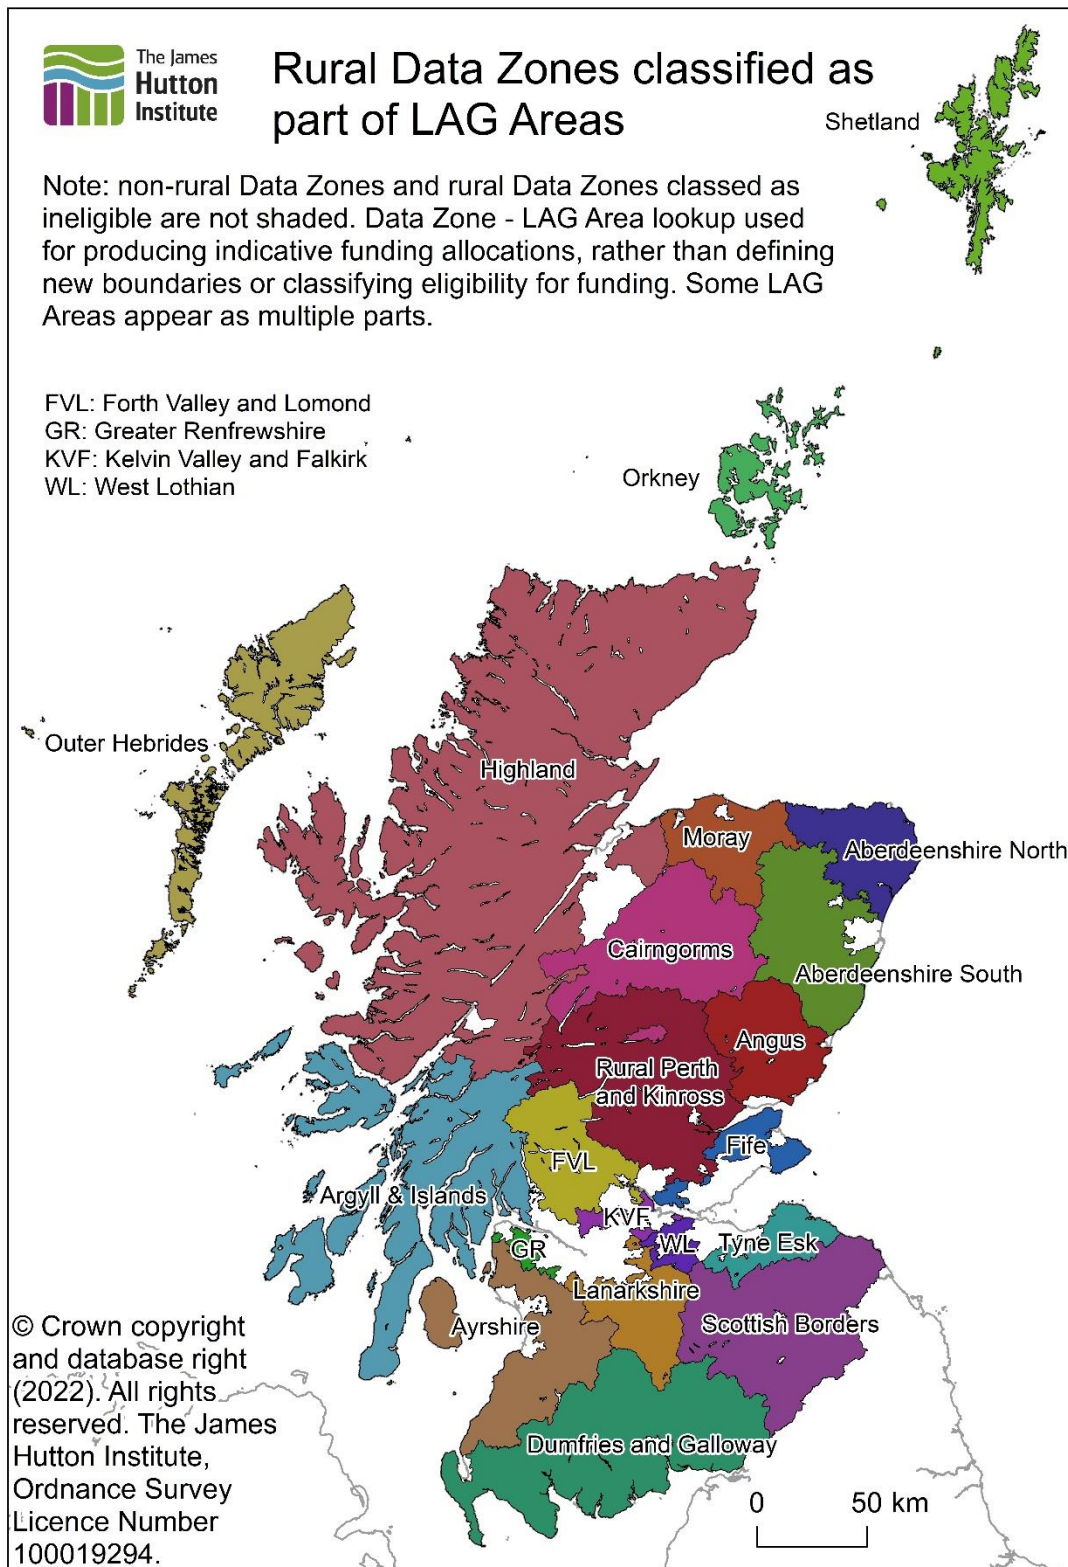 The James
Hutton
Institute
Rural Data Zones classified as
part of LAG Areas
Shetland
Note: non-rural Data Zones and rural Data Zones classed as
ineligible are not shaded. Data Zone - LAG Area lookup used
for producing indicative funding allocations, rather than defining
new boundaries or classifying eligibility for funding. Some LAG
Areas appear as multiple parts.
FVL: Forth Valley and Lomond
GR: Greater Renfrewshire
KVF: Kelvin Valley and Falkirk
WL: West Lothian
Orkney
Outer Hebrides
Highland
Moray
Aberdeenshire North
Cairngorms
Aberdeenshire South
Angus
Rural Perth
and Kinross
Fife
FVL
Argyll & Islands
KVF
GR
WL
Tyne Esk
Lanarkshire
Ayrshire
Scottish Borders
Dumfries and Galloway
© Crown copyright
and database right
(2022). All rights
reserved. The James
Hutton Institute,
Ordnance Survey
Licence Number
100019294.
0 50 km